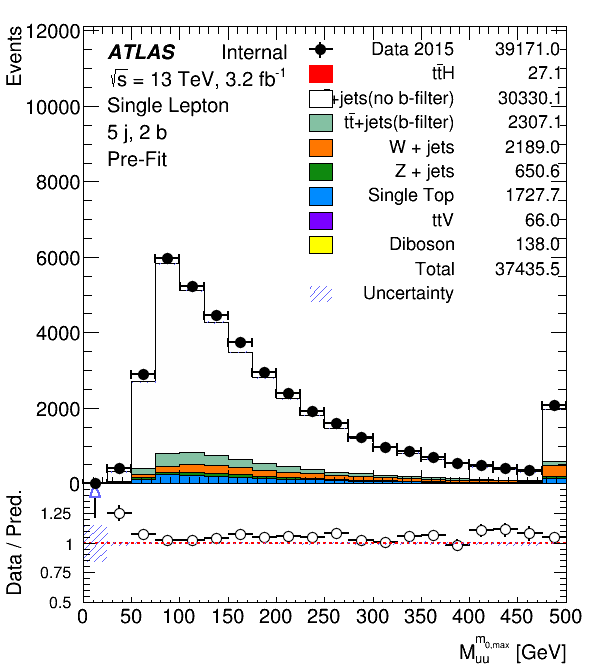 Events
12000
10000
8000
6000
4000
2000
0
ATLAS Internal
√s = 13 TeV, 3.2 fb⁻¹
Single Lepton
5 j, 2 b
Pre-Fit
Data 2015 39171.0
tt̄H 27.1
+jets(no b-filter) 30330.1
tt̄+jets(b-filter) 2307.1
W + jets 2189.0
Z + jets 650.6
Single Top 1727.7
ttV 66.0
Diboson 138.0
Total 37435.5
Uncertainty
Data / Pred.
1.25
1
0.75
0.5
0 50 100 150 200 250 300 350 400 450 500
M_uu^m_0,max [GeV]